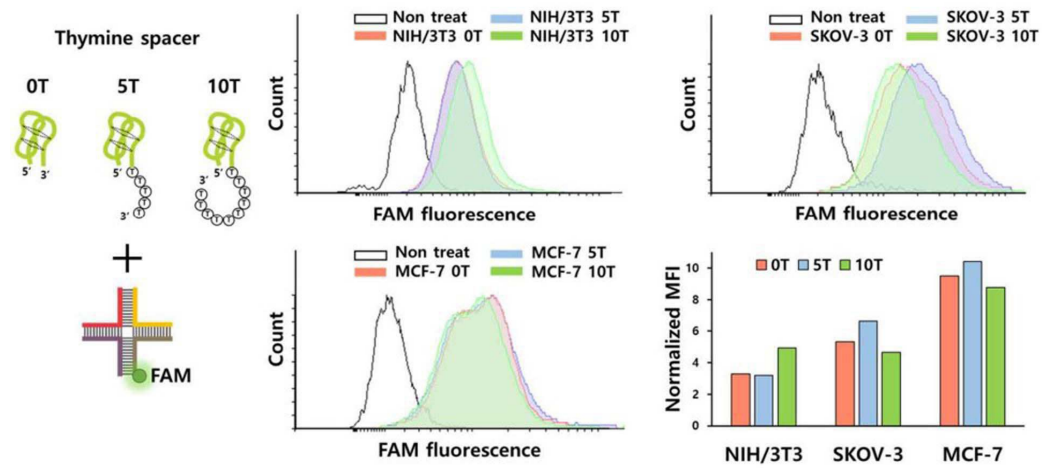 Thymine spacer
0T 5T 10T
5′ 3′ 5′ 3′ 5′ 3′
T T T T T
T T T T T T T T T T
+
FAM
Non treat NIH/3T3 5T
NIH/3T3 0T NIH/3T3 10T
Count
FAM fluorescence
Non treat SKOV-3 5T
SKOV-3 0T SKOV-3 10T
Count
FAM fluorescence
Non treat MCF-7 5T
MCF-7 0T MCF-7 10T
Count
FAM fluorescence
0T 5T 10T
Normalized MFI
10
8
6
4
2
0
NIH/3T3 SKOV-3 MCF-7